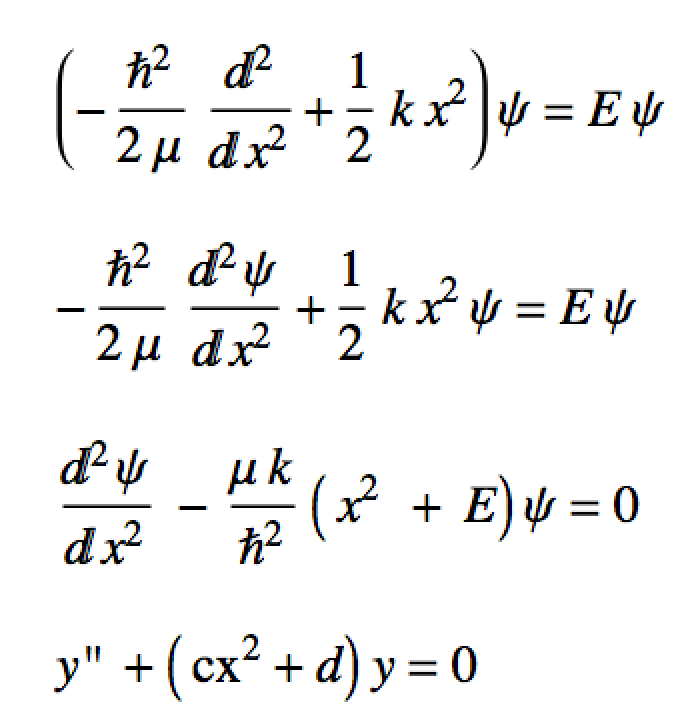 (-ℏ²/2μ ⅆ²/ⅆx² + 1/2 k x²) ψ = E ψ
-ℏ²/2μ ⅆ²ψ/ⅆx² + 1/2 k x² ψ = E ψ
ⅆ²ψ/ⅆx² - μ k/ℏ² (x² + E) ψ = 0
y" + (cx² + d) y = 0